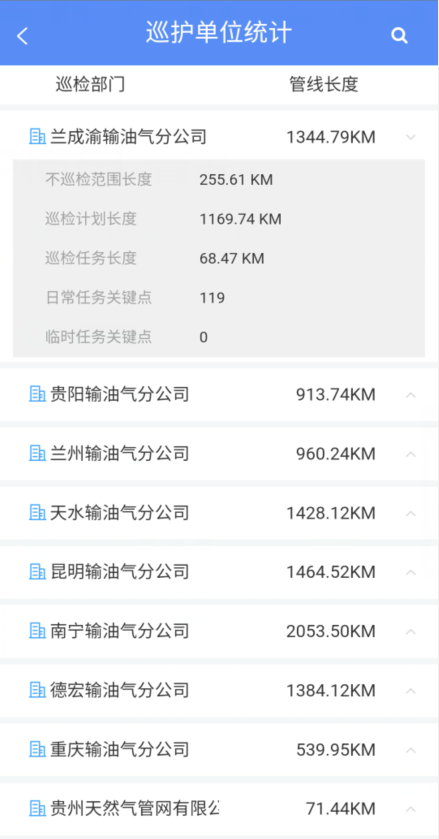 巡护单位统计
巡检部门 管线长度
兰成渝输油气分公司 1344.79KM
不巡检范围长度 255.61 KM
巡检计划长度 1169.74 KM
巡检任务长度 68.47 KM
日常任务关键点 119
临时任务关键点 0
贵阳输油气分公司 913.74KM
兰州输油气分公司 960.24KM
天水输油气分公司 1428.12KM
昆明输油气分公司 1464.52KM
南宁输油气分公司 2053.50KM
德宏输油气分公司 1384.12KM
重庆输油气分公司 539.95KM
贵州天然气管网有限 71.44KM